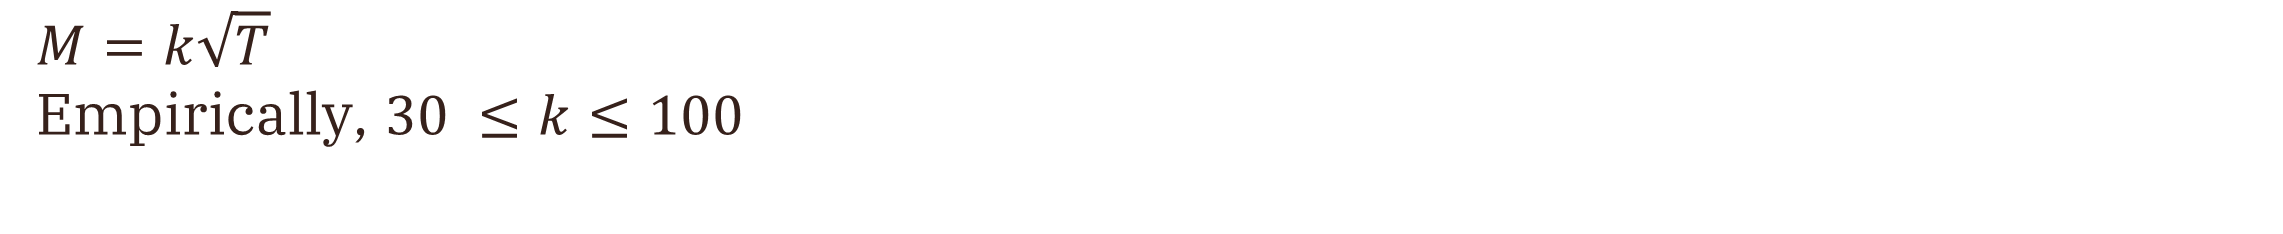 M = k√T
Empirically, 30 ≤ k ≤ 100